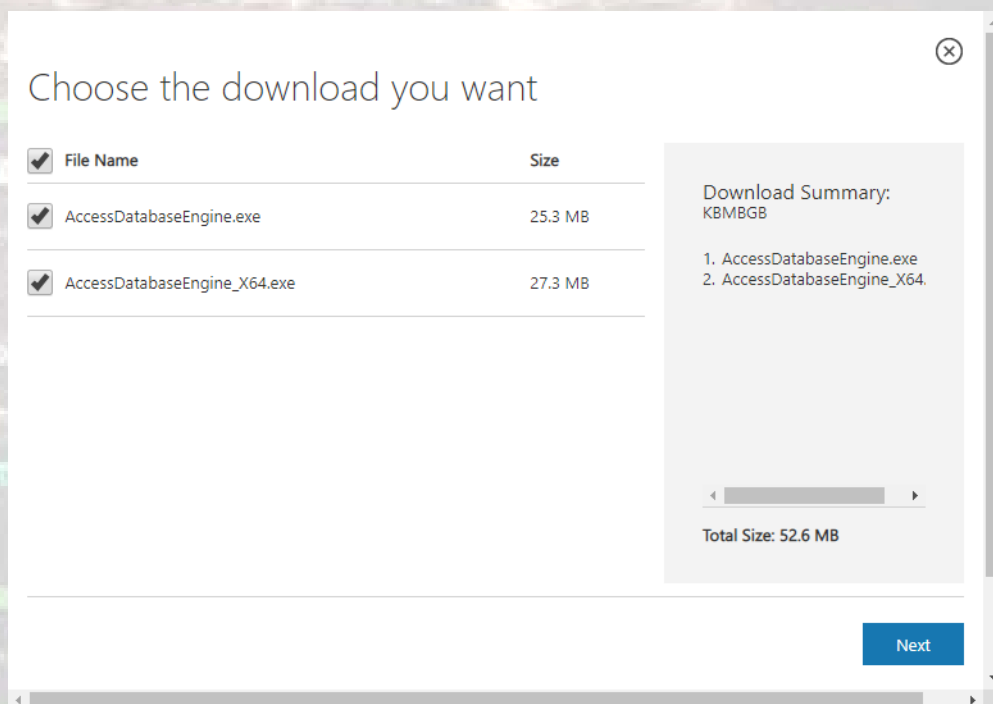 Choose the download you want
File Name Size
AccessDatabaseEngine.exe 25.3 MB
AccessDatabaseEngine_X64.exe 27.3 MB
Download Summary:
KBMBGB
1. AccessDatabaseEngine.exe
2. AccessDatabaseEngine_X64.
Total Size: 52.6 MB
Next